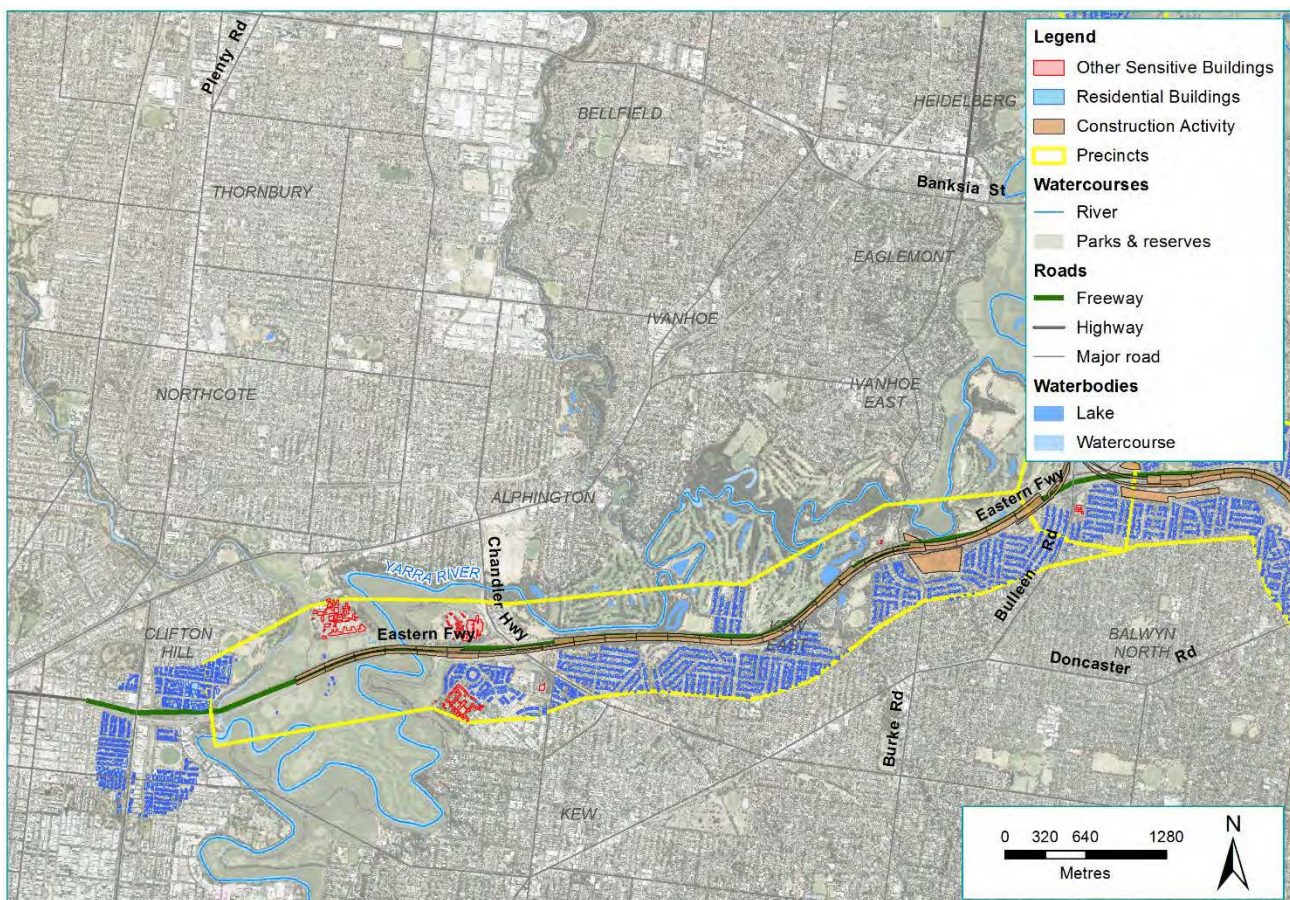 Plenty Rd
BELLFIELD
HEIDELBERG
THORNBURY
Banksia St
EAGLEMONT
IVANHOE
NORTHCOTE
IVANHOE
EAST
ALPHINGTON
Eastern Fwy
Chandler Hwy
YARRA RIVER
Eastern Fwy
CLIFTON
HILL
KEW
EAST
Bulleen Rd
BALWYN
NORTH
Doncaster Rd
Burke Rd
KEW
Legend
Other Sensitive Buildings
Residential Buildings
Construction Activity
Precincts
Watercourses
River
Parks & reserves
Roads
Freeway
Highway
Major road
Waterbodies
Lake
Watercourse
0 320 640 1280
Metres
N